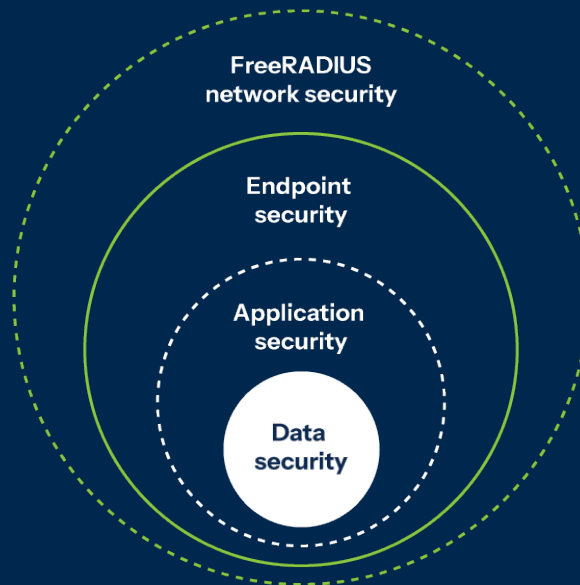 FreeRADIUS
network security
Endpoint
security
Application
security
Data
security